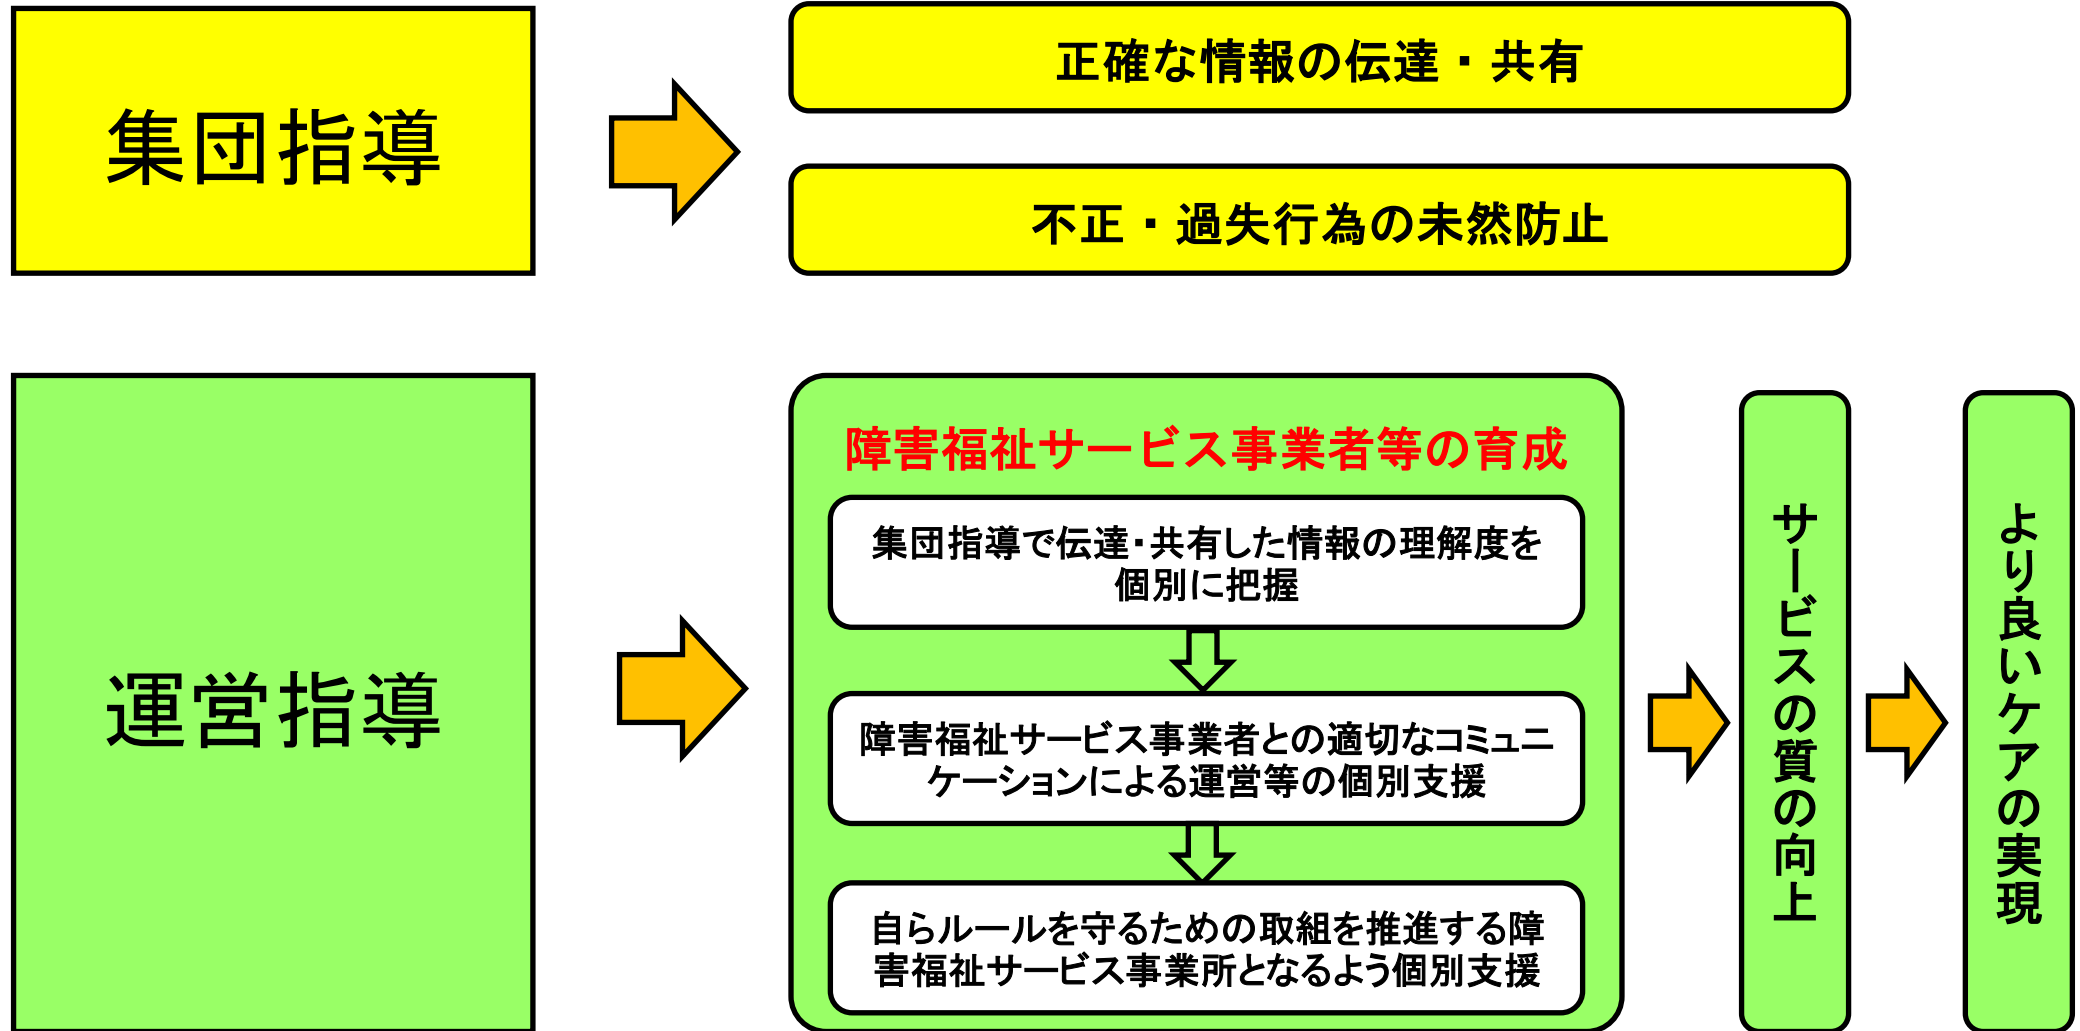 集団指導
正確な情報の伝達・共有
不正・過失行為の未然防止
運営指導
障害福祉サービス事業者等の育成
集団指導で伝達・共有した情報の理解度を
個別に把握
障害福祉サービス事業者との適切なコミュニ
ケーションによる運営等の個別支援
自らルールを守るための取組を推進する障
害福祉サービス事業所となるよう個別支援
サービスの質の向上
より良いケアの実現